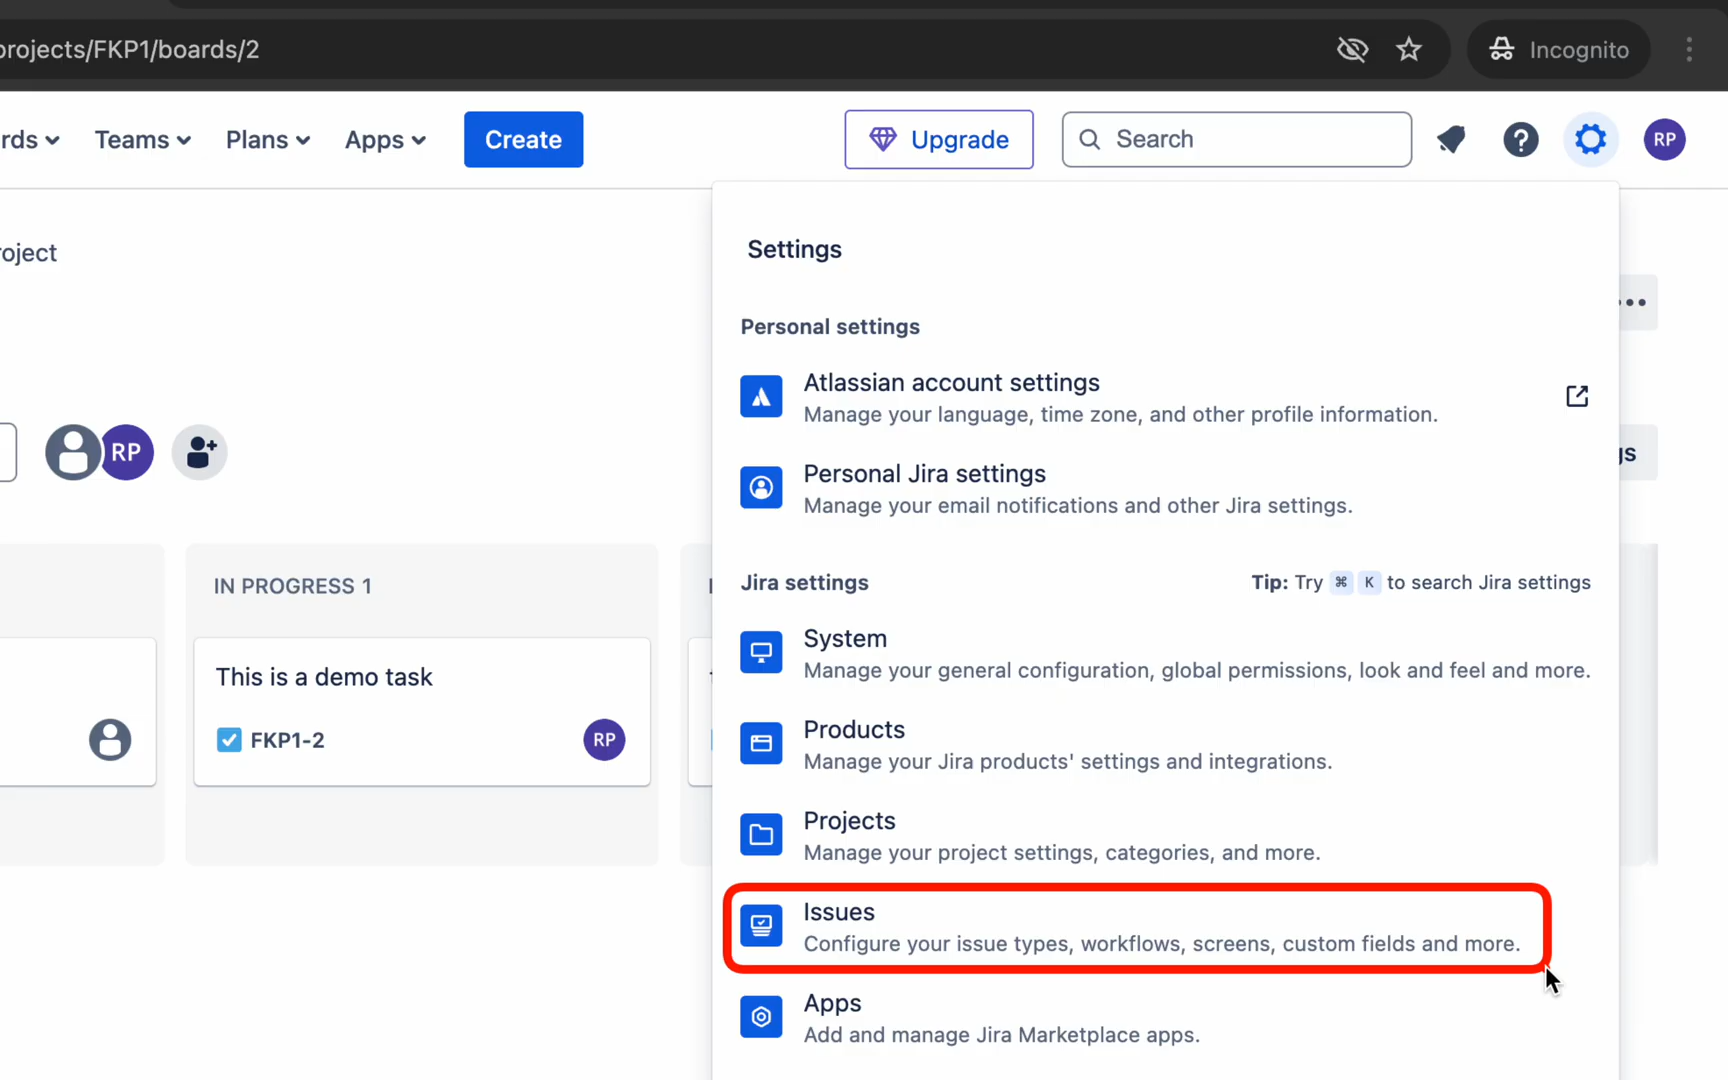 projects/FKP1/boards/2
Incognito
Teams
Plans
Apps
Create
Upgrade
Search
RP
Settings
Personal settings
Atlassian account settings
Manage your language, time zone, and other profile information.
RP
Personal Jira settings
Manage your email notifications and other Jira settings.
Jira settings
Tip: Try ⌘ K to search Jira settings
IN PROGRESS 1
System
Manage your general configuration, global permissions, look and feel and more.
This is a demo task
FKP1-2
RP
Products
Manage your Jira products' settings and integrations.
Projects
Manage your project settings, categories, and more.
Issues
Configure your issue types, workflows, screens, custom fields and more.
Apps
Add and manage Jira Marketplace apps.